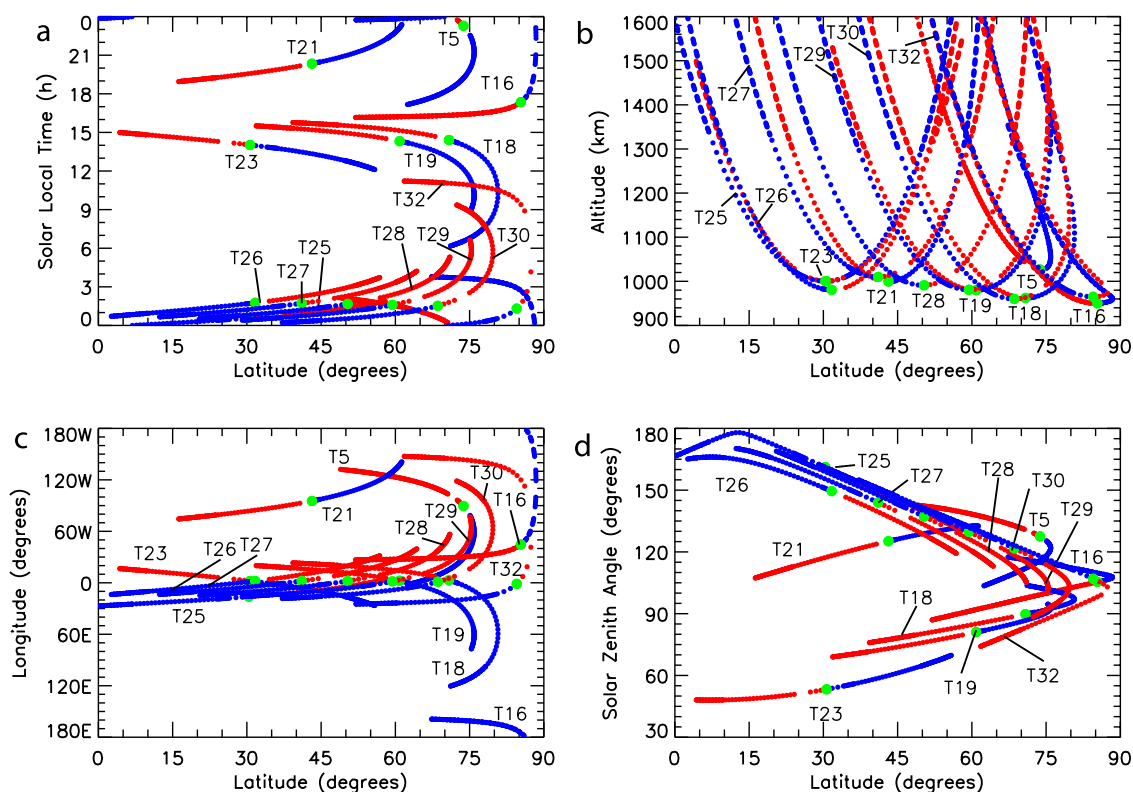 a
0
21
18
15
12
9
6
3
0
Solar Local Time (h)
T21
T5
T16
T23
T19
T18
T32
T26
T27
T25
T28
T29
T30
0 15 30 45 60 75 90
Latitude (degrees)
b
1600
1500
1400
1300
1200
1100
1000
900
Altitude (km)
T27
T29
T30
T32
T25
T26
T23
T21
T28
T19
T5
T18
T16
0 15 30 45 60 75 90
Latitude (degrees)
c
180W
120W
60W
0
60E
120E
180E
Longitude (degrees)
T5
T30
T16
T21
T28
T29
T23
T26
T27
T25
T32
T19
T18
T16
0 15 30 45 60 75 90
Latitude (degrees)
d
180
150
120
90
60
30
Solar Zenith Angle (degrees)
T25
T27
T28
T30
T26
T5
T29
T21
T16
T18
T32
T19
T23
0 15 30 45 60 75 90
Latitude (degrees)